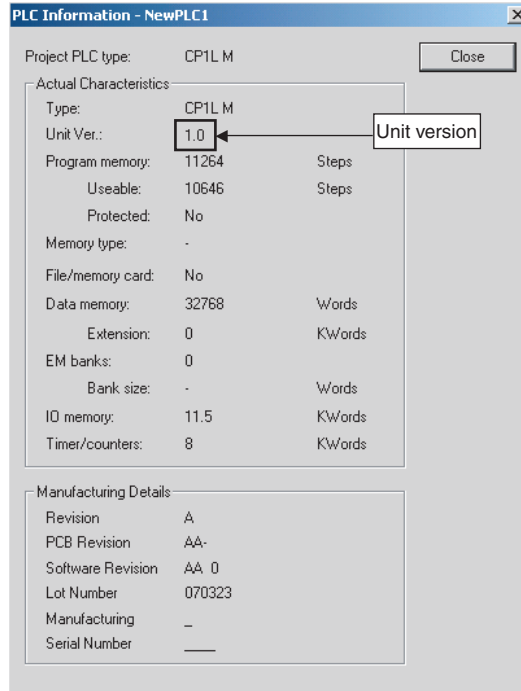 PLC Information - NewPLC1
Project PLC type: CP1L M Close
Actual Characteristics
Type: CP1L M
Unit Ver.: 1.0 Unit version
Program memory: 11264 Steps
Useable: 10646 Steps
Protected: No
Memory type: -
File/memory card: No
Data memory: 32768 Words
Extension: 0 KWords
EM banks: 0
Bank size: - Words
IO memory: 11.5 KWords
Timer/counters: 8 KWords
Manufacturing Details
Revision A
PCB Revision AA-
Software Revision AA 0
Lot Number 070323
Manufacturing _
Serial Number ____